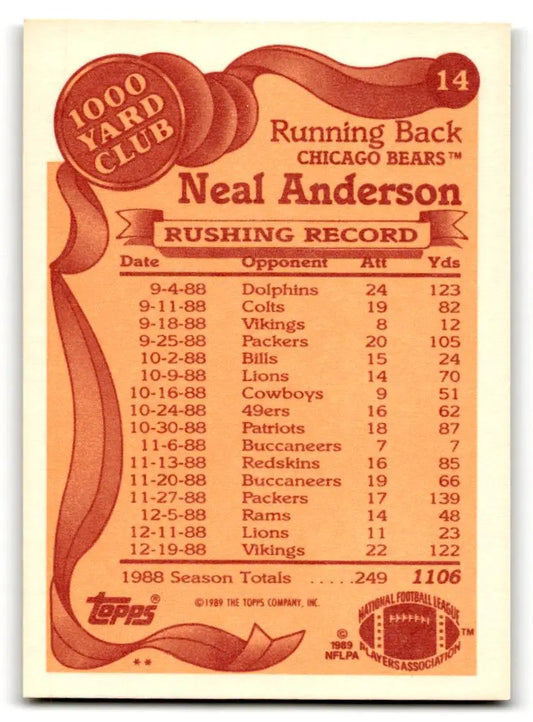 14
1000
YARD
CLUB
Running Back
CHICAGO BEARS™
Neal Anderson
RUSHING RECORD
Date Opponent Att Yds
9-4-88 Dolphins 24 123
9-11-88 Colts 19 82
9-18-88 Vikings 8 12
9-25-88 Packers 20 105
10-2-88 Bills 15 24
10-9-88 Lions 14 70
10-16-88 Cowboys 9 51
10-24-88 49ers 16 62
10-30-88 Patriots 18 87
11-6-88 Buccaneers 7 7
11-13-88 Redskins 16 85
11-20-88 Buccaneers 19 66
11-27-88 Packers 17 139
12-5-88 Rams 14 48
12-11-88 Lions 11 23
12-19-88 Vikings 22 122
1988 Season Totals .....249 1106
Topps®
©1989 THE TOPPS COMPANY, INC.
NATIONAL FOOTBALL LEAGUE
PLAYERS ASSOCIATION™
©
1989
NFLPA
**